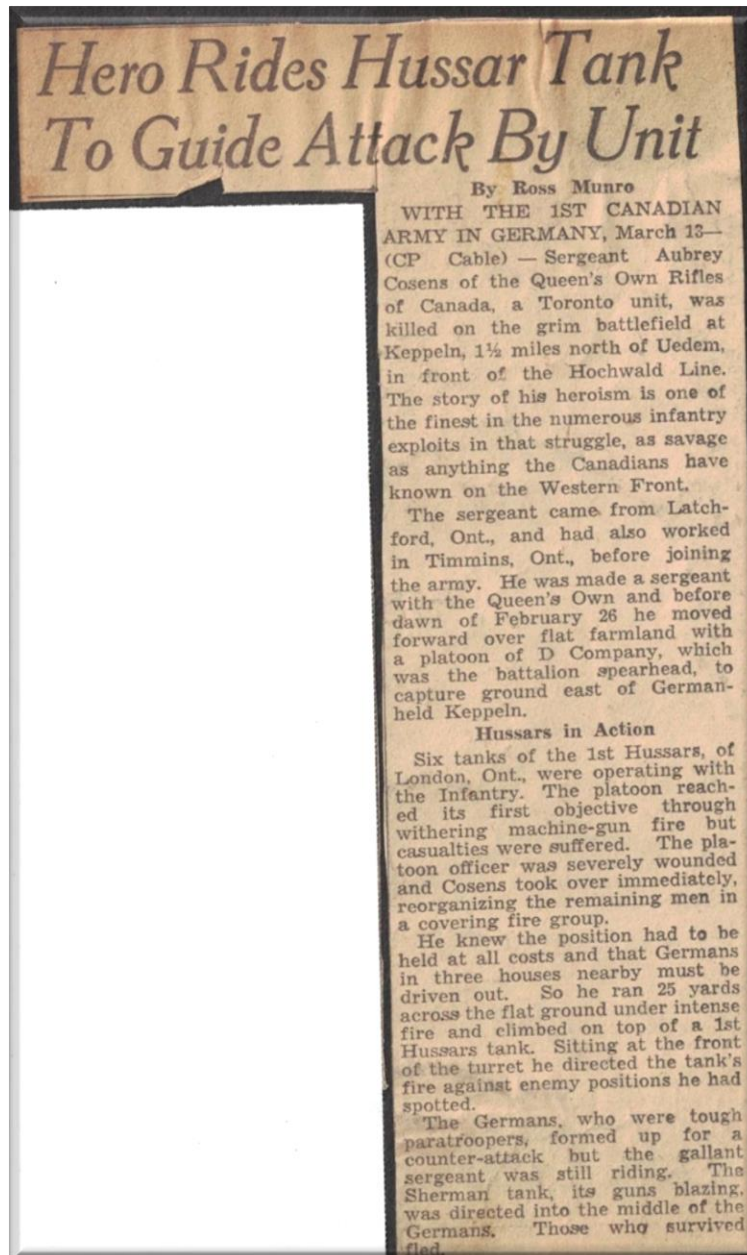 Hero Rides Hussar Tank
To Guide Attack By Unit
By Ross Munro
WITH THE 1ST CANADIAN
ARMY IN GERMANY, March 13—
(CP Cable) — Sergeant Aubrey
Cosens of the Queen's Own Rifles
of Canada, a Toronto unit, was
killed on the grim battlefield at
Keppeln, 1½ miles north of Uedem,
in front of the Hochwald Line.
The story of his heroism is one of
the finest in the numerous infantry
exploits in that struggle, as savage
as anything the Canadians have
known on the Western Front.
The sergeant came from Latch-
ford, Ont., and had also worked
in Timmins, Ont., before joining
the army. He was made a sergeant
with the Queen's Own and before
dawn of February 26 he moved
forward over flat farmland with
a platoon of D Company, which
was the battalion spearhead, to
capture ground east of German-
held Keppeln.
Hussars in Action
Six tanks of the 1st Hussars, of
London, Ont., were operating with
the Infantry. The platoon reach-
ed its first objective through
withering machine-gun fire but
casualties were suffered. The pla-
toon officer was severely wounded
and Cosens took over immediately,
reorganizing the remaining men in
a covering fire group.
He knew the position had to be
held at all costs and that Germans
in three houses nearby must be
driven out. So he ran 25 yards
across the flat ground under intense
fire and climbed on top of a 1st
Hussars tank. Sitting at the front
of the turret he directed the tank's
fire against enemy positions he had
spotted.
The Germans, who were tough
paratroopers, formed up for a
counter-attack but the gallant
sergeant was still riding. The
Sherman tank, its guns blazing,
was directed into the middle of the
Germans. Those who survived
fled.